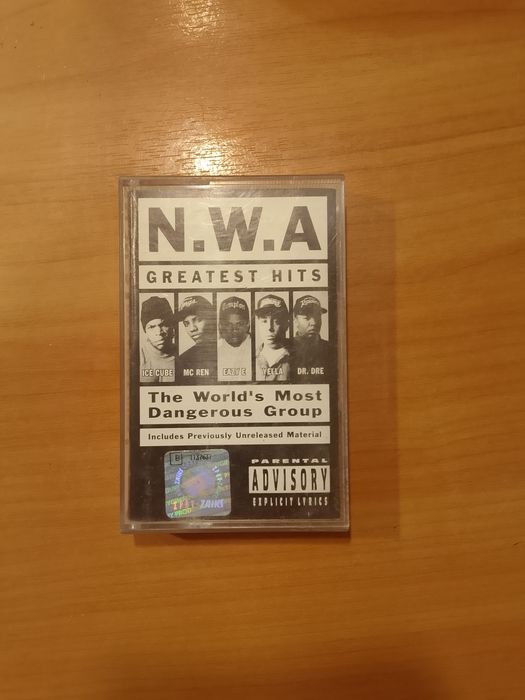 N.W.A
GREATEST HITS
ICE CUBE MC REN EAZY E YELLA DR. DRE
The World's Most
Dangerous Group
Includes Previously Unreleased Material
PARENTAL
ADVISORY
EXPLICIT LYRICS
B
ZAIKS